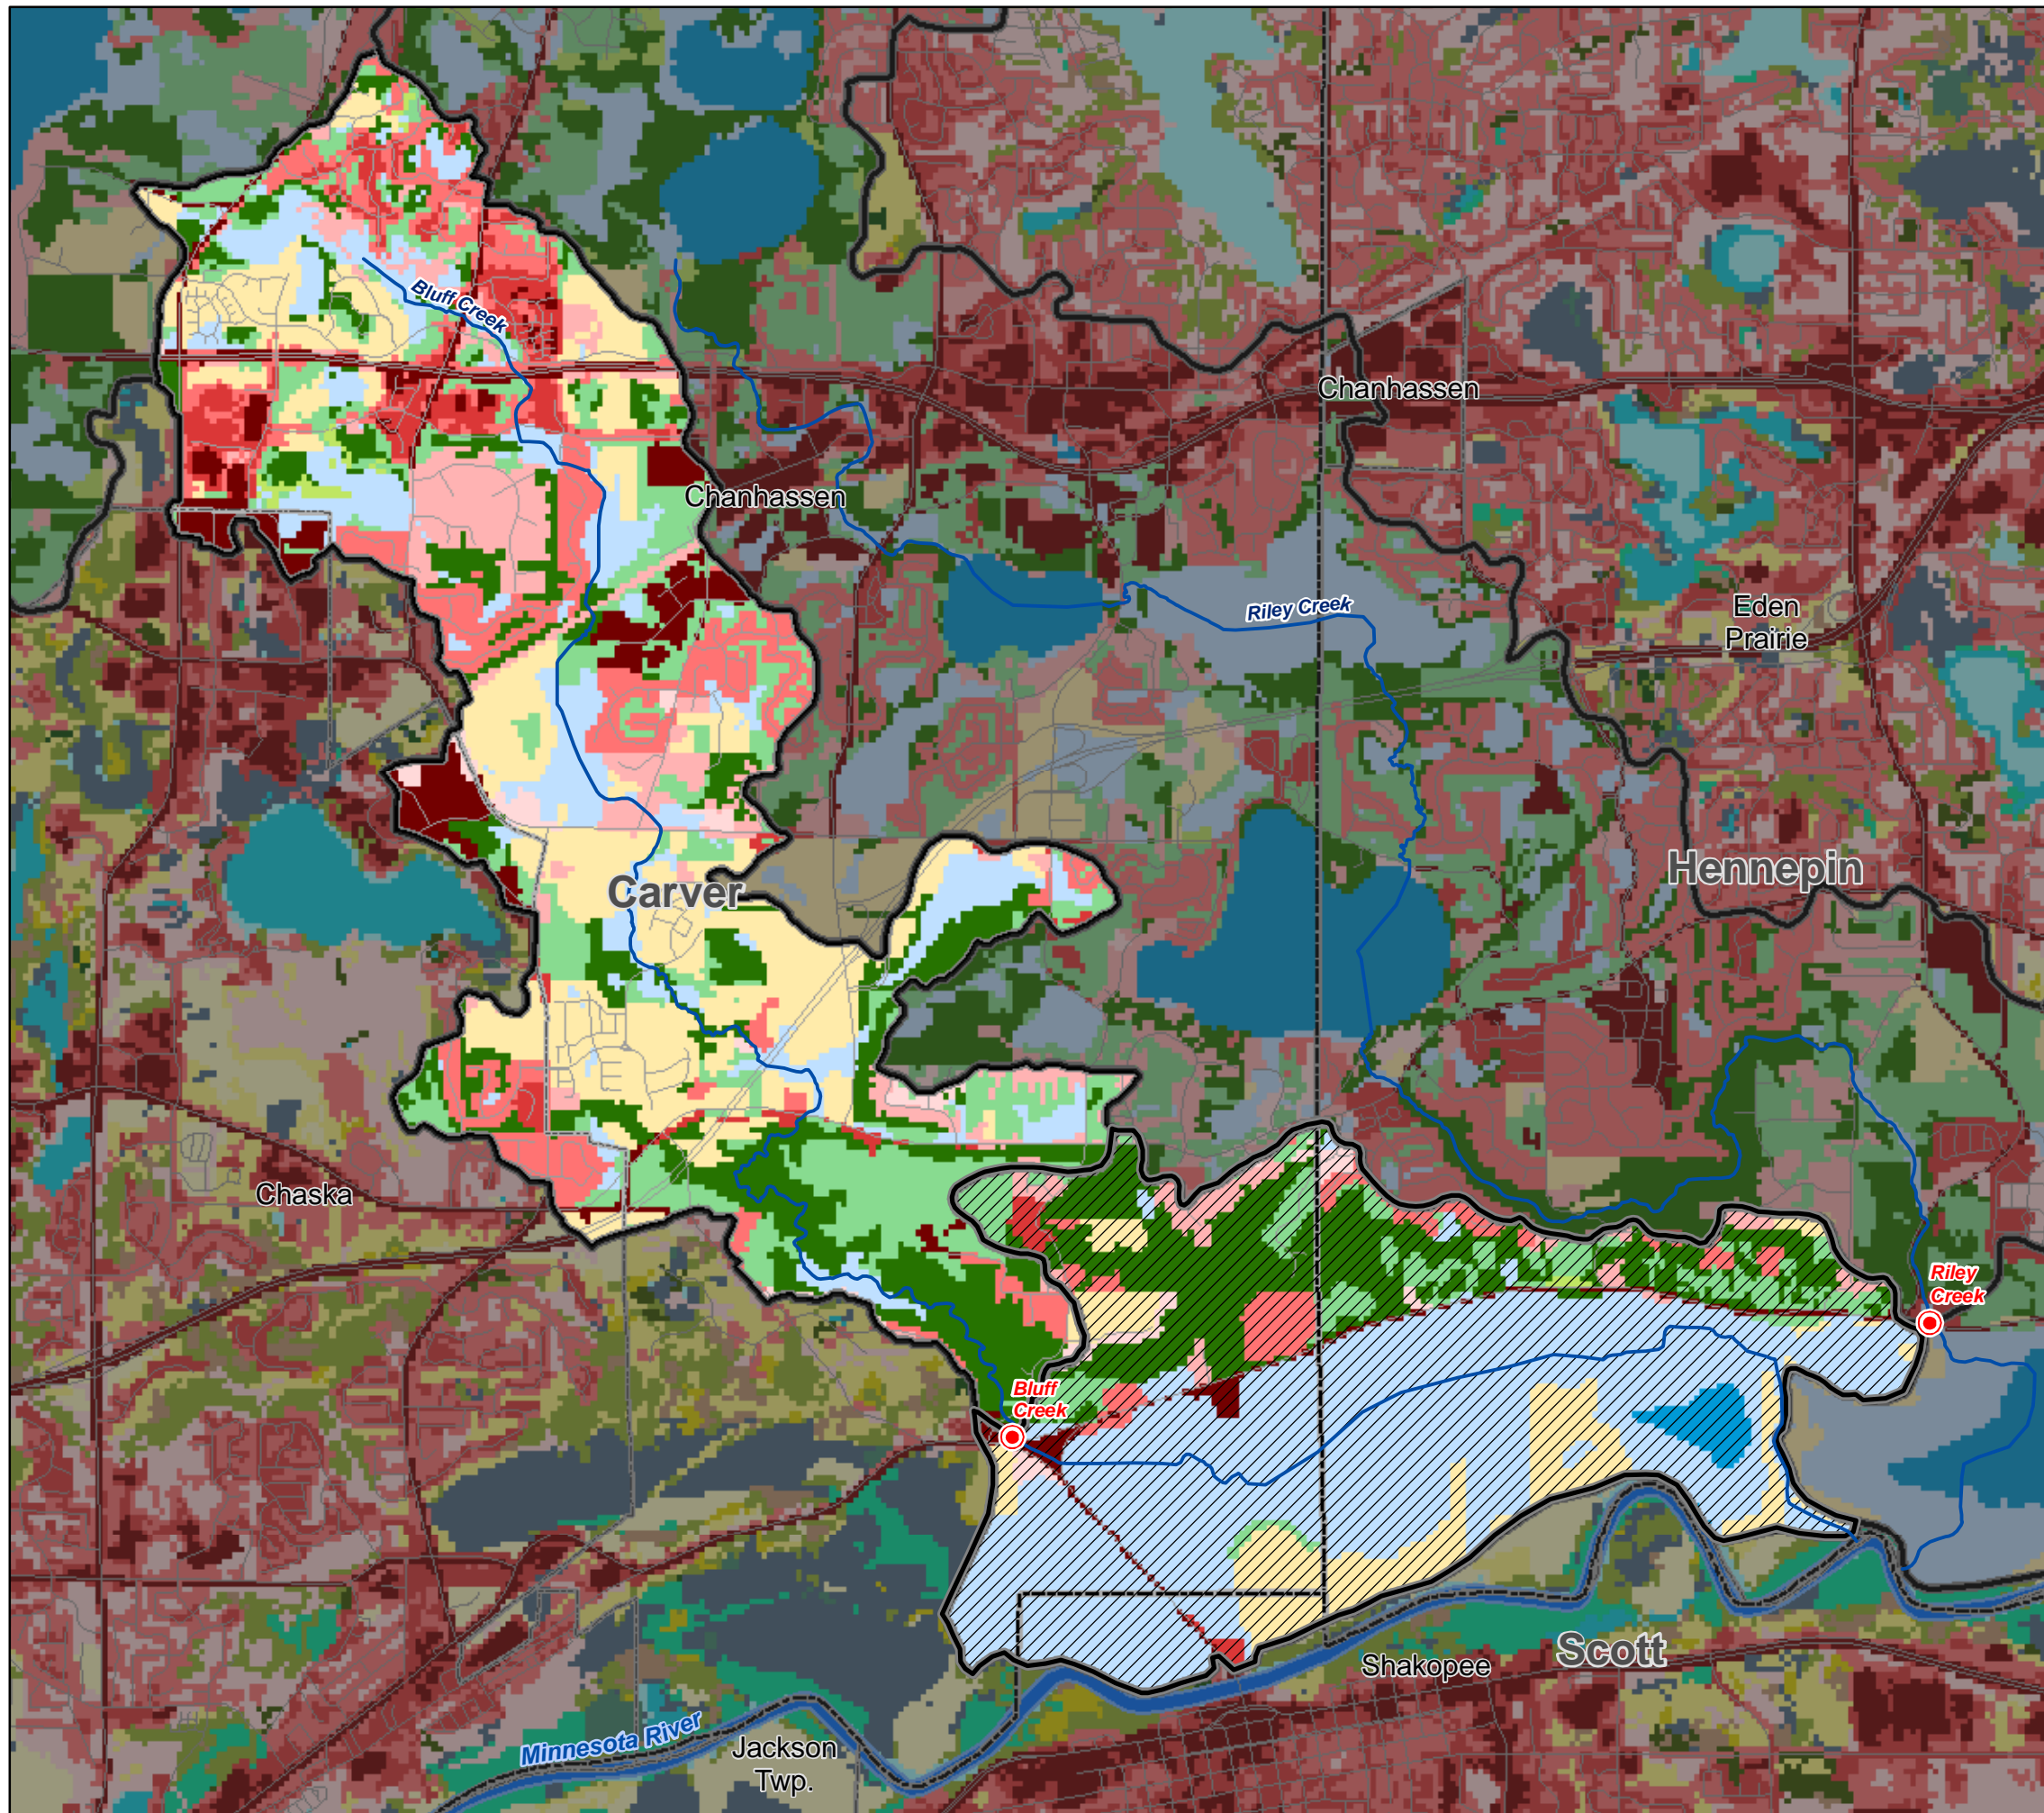 Bluff Creek
Chanhassen
Chanhassen
Riley Creek
Eden
Prairie
Hennepin
Carver
Chaska
Riley
Creek
Bluff
Creek
Scott
Shakopee
Minnesota River
Jackson
Twp.